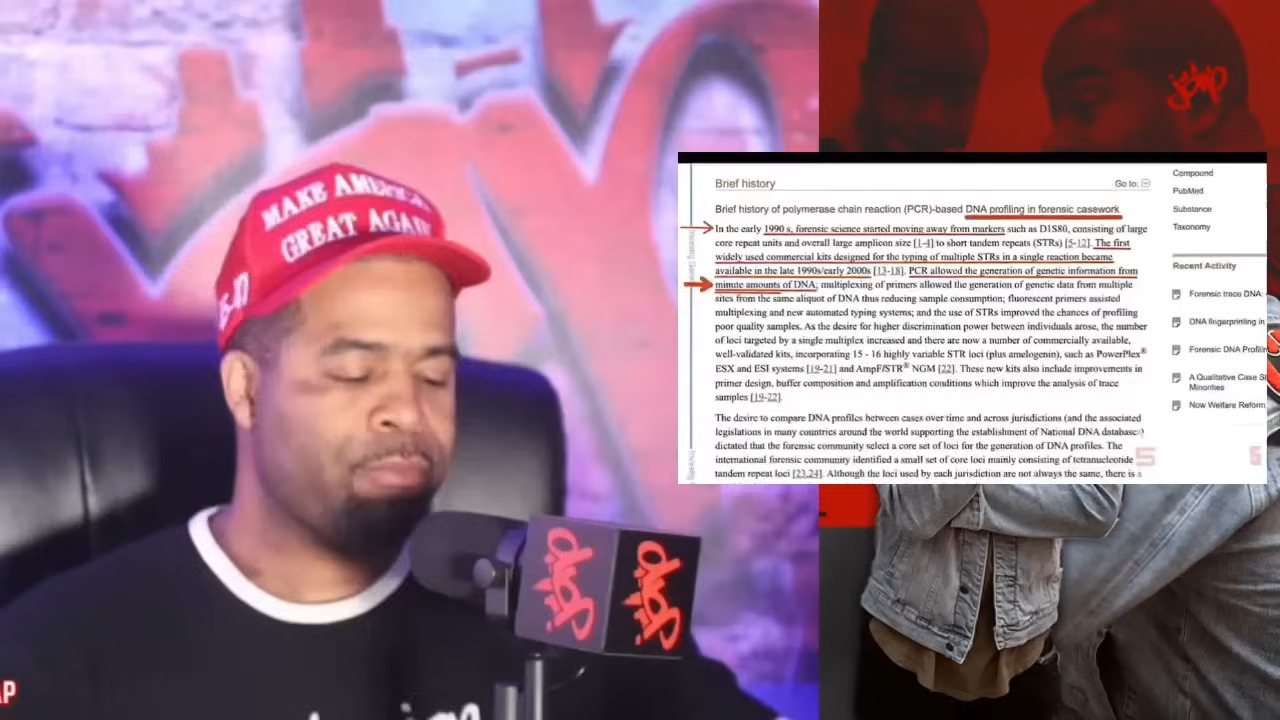 MAKE AMERICA
GREAT AGAIN
45-47
Brief history
Go to:
Brief history of polymerase chain reaction (PCR)-based DNA profiling in forensic casework
In the early 1990 s, forensic science started moving away from markers such as D1S80, consisting of large
core repeat units and overall large amplicon size [1-4] to short tandem repeats (STRs) [5-12]. The first
widely used commercial kits designed for the typing of multiple STRs in a single reaction became
available in the late 1990s/early 2000s [13-18]. PCR allowed the generation of genetic information from
minute amounts of DNA; multiplexing of primers allowed the generation of genetic data from multiple
sites from the same aliquot of DNA thus reducing sample consumption; fluorescent primers assisted
multiplexing and new automated typing systems; and the use of STRs improved the chances of profiling
poor quality samples. As the desire for higher discrimination power between individuals arose, the number
of loci targeted by a single multiplex increased and there are now a number of commercially available,
well-validated kits, incorporating 15 - 16 highly variable STR loci (plus amelogenin), such as PowerPlex®
ESX and ESI systems [19-21] and AmpFℓSTR® NGM [22]. These new kits also include improvements in
primer design, buffer composition and amplification conditions which improve the analysis of trace
samples [19-22].
The desire to compare DNA profiles between cases over time and across jurisdictions (and the associated
legislations in many countries around the world supporting the establishment of National DNA databases)
dictated that the forensic community select a core set of loci for the generation of DNA profiles. The
international forensic community identified a small set of core loci mainly consisting of tetranucleotide
tandem repeat loci [23,24]. Although the loci used by each jurisdiction are not always the same, there is a
Compound
PubMed
Substance
Taxonomy
Recent Activity
Forensic trace DNA:
DNA fingerprinting in
Forensic DNA Profilin
A Qualitative Case St
Minorities
Now Welfare Reform
5
5
AP